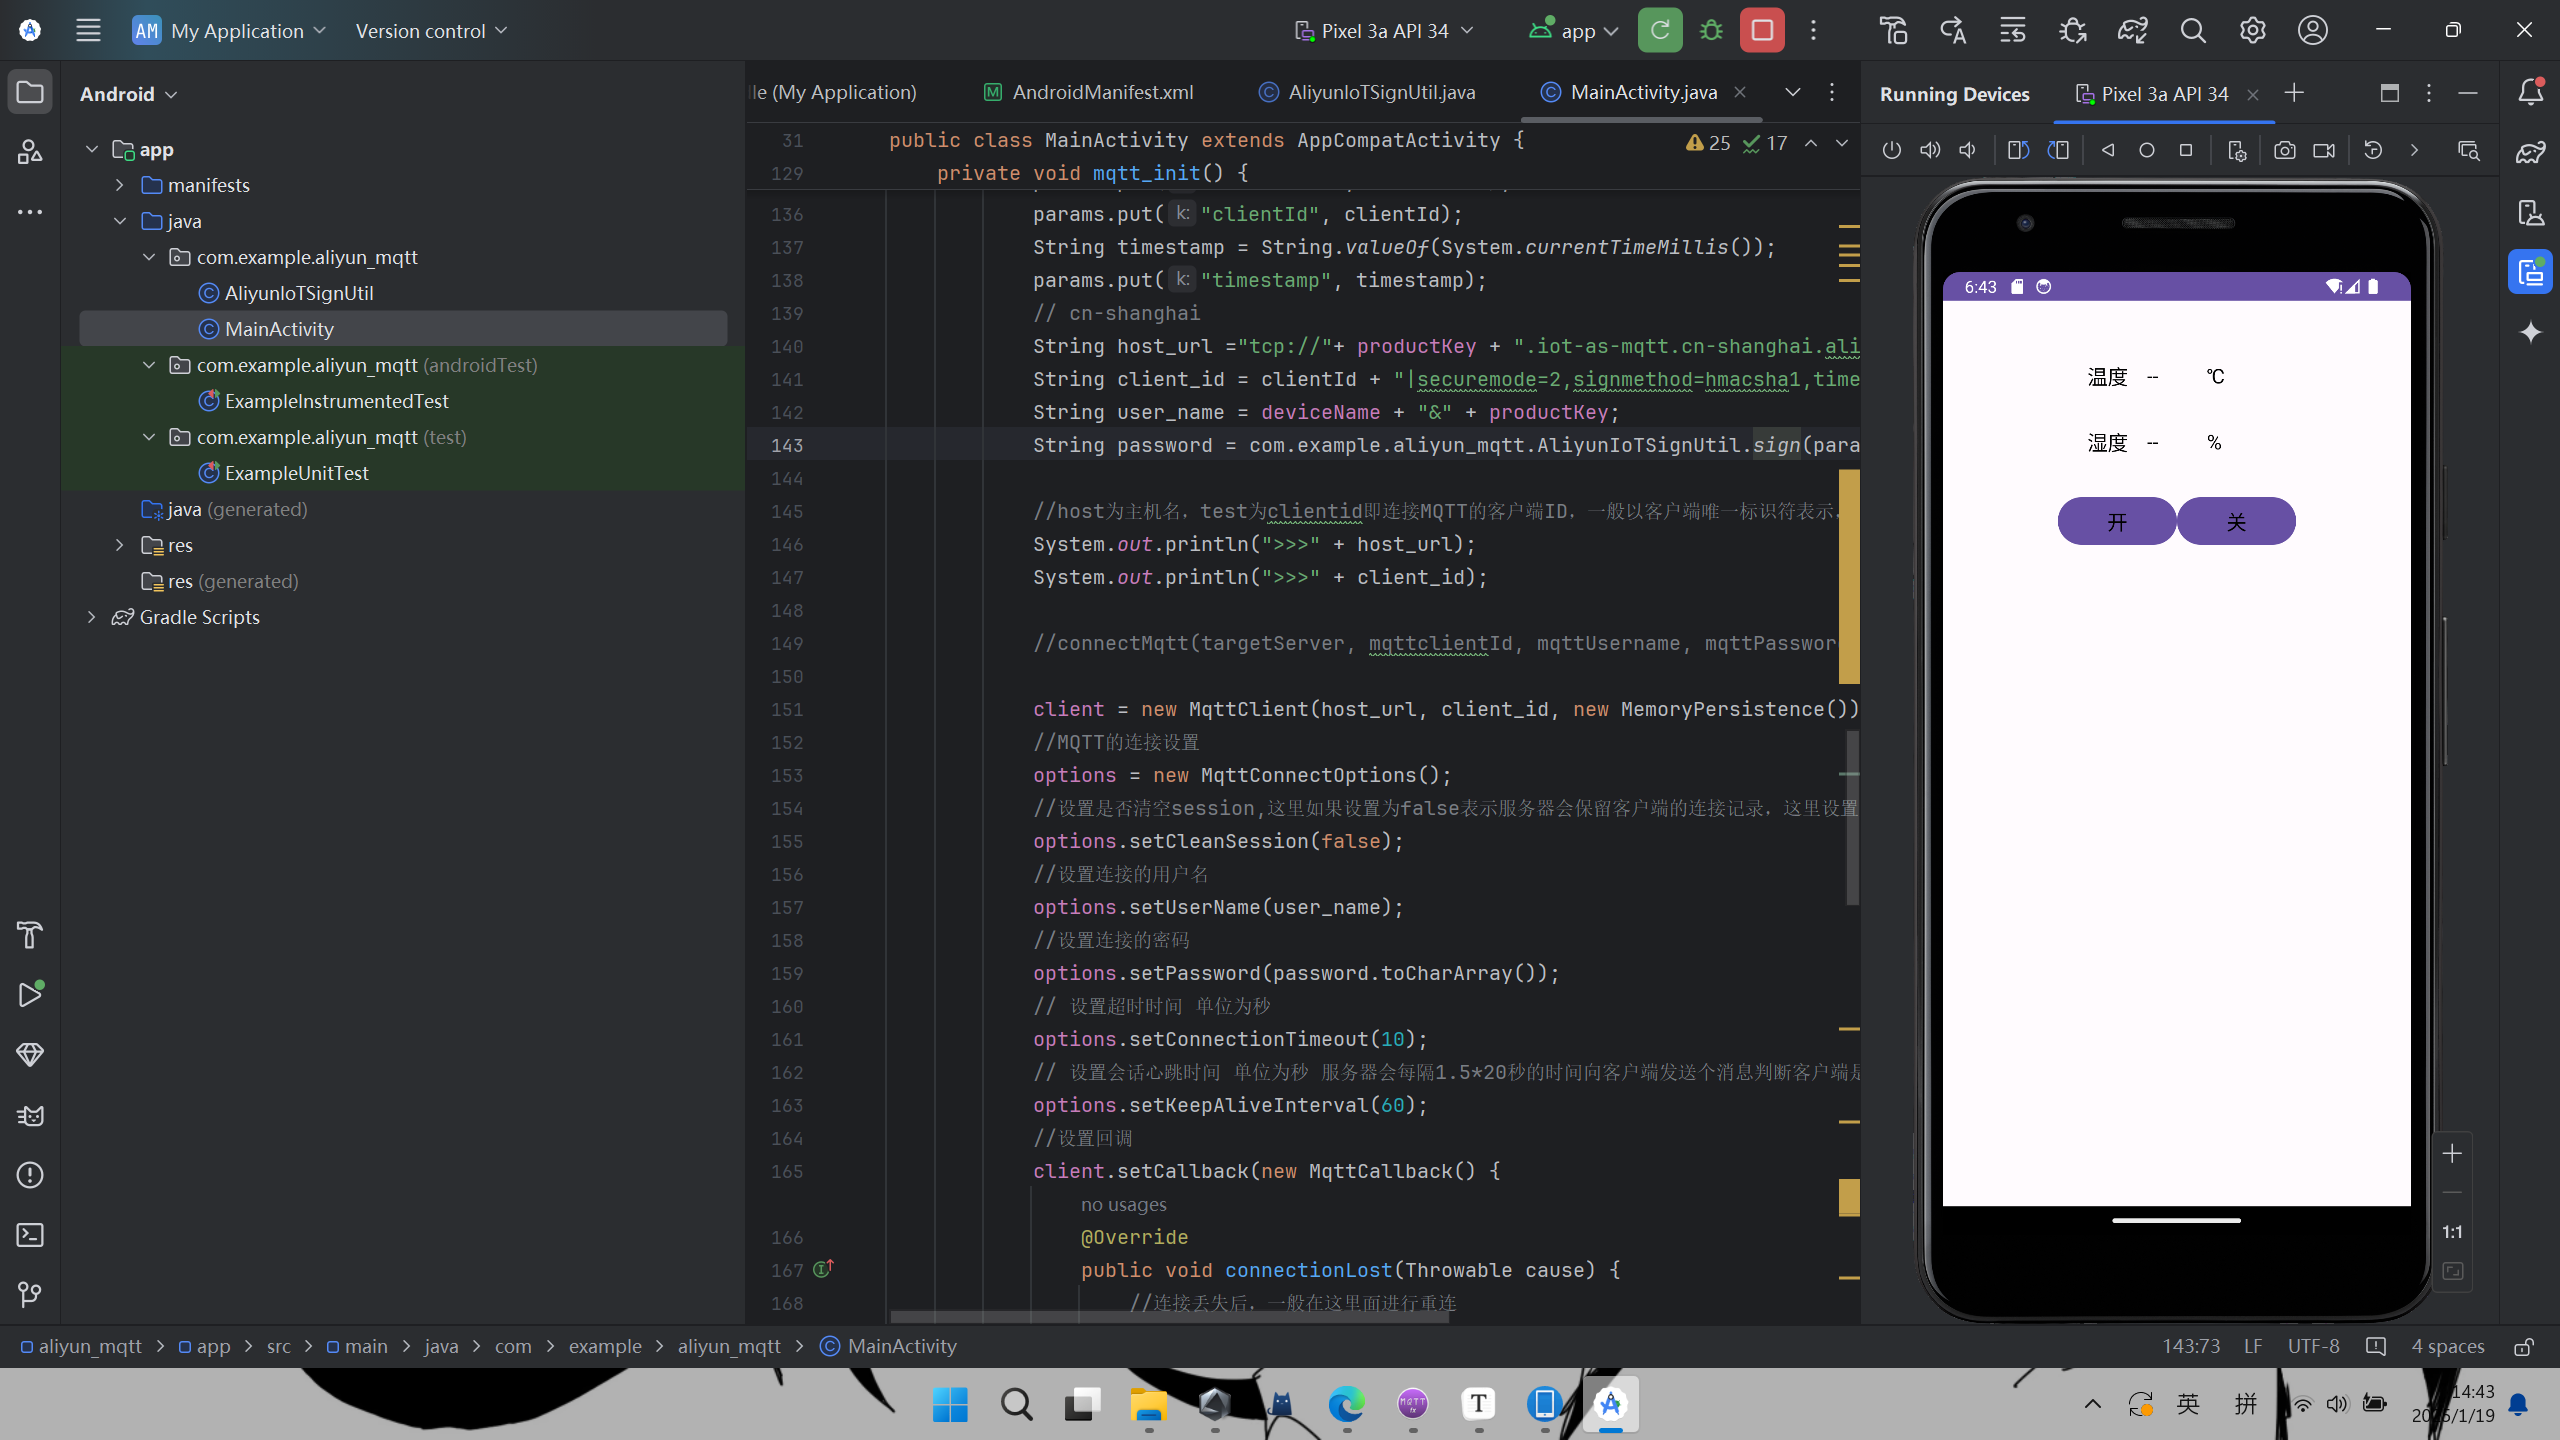 AM My Application
Version control
Pixel 3a API 34
app
Android
app
manifests
java
com.example.aliyun_mqtt
AliyunIoTSignUtil
MainActivity
com.example.aliyun_mqtt (androidTest)
ExampleInstrumentedTest
com.example.aliyun_mqtt (test)
ExampleUnitTest
java (generated)
res
res (generated)
Gradle Scripts
le (My Application)
AndroidManifest.xml
AliyunIoTSignUtil.java
MainActivity.java
25 17
31 public class MainActivity extends AppCompatActivity {
129 private void mqtt_init() {
136 params.put( k: "clientId", clientId);
137 String timestamp = String.valueOf(System.currentTimeMillis());
138 params.put( k: "timestamp", timestamp);
139 // cn-shanghai
140 String host_url ="tcp://"+ productKey + ".iot-as-mqtt.cn-shanghai.ali
141 String client_id = clientId + "|securemode=2,signmethod=hmacsha1,time
142 String user_name = deviceName + "&" + productKey;
143 String password = com.example.aliyun_mqtt.AliyunIoTSignUtil.sign(para
144
145 //host为主机名，test为clientid即连接MQTT的客户端ID，一般以客户端唯一标识符表示，
146 System.out.println(">>>" + host_url);
147 System.out.println(">>>" + client_id);
148
149 //connectMqtt(targetServer, mqttclientId, mqttUsername, mqttPasswor
150
151 client = new MqttClient(host_url, client_id, new MemoryPersistence())
152 //MQTT的连接设置
153 options = new MqttConnectOptions();
154 //设置是否清空session,这里如果设置为false表示服务器会保留客户端的连接记录，这里设置
155 options.setCleanSession(false);
156 //设置连接的用户名
157 options.setUserName(user_name);
158 //设置连接的密码
159 options.setPassword(password.toCharArray());
160 // 设置超时时间 单位为秒
161 options.setConnectionTimeout(10);
162 // 设置会话心跳时间 单位为秒 服务器会每隔1.5*20秒的时间向客户端发送个消息判断客户端是
163 options.setKeepAliveInterval(60);
164 //设置回调
165 client.setCallback(new MqttCallback() {
no usages
166 @Override
167 public void connectionLost(Throwable cause) {
168 //连接丢失后，一般在这里面进行重连
Running Devices
Pixel 3a API 34
6:43
温度 -- ℃
湿度 -- %
开 关
1:1
aliyun_mqtt > app > src > main > java > com > example > aliyun_mqtt > MainActivity
143:73 LF UTF-8 4 spaces
英 拼
14:43